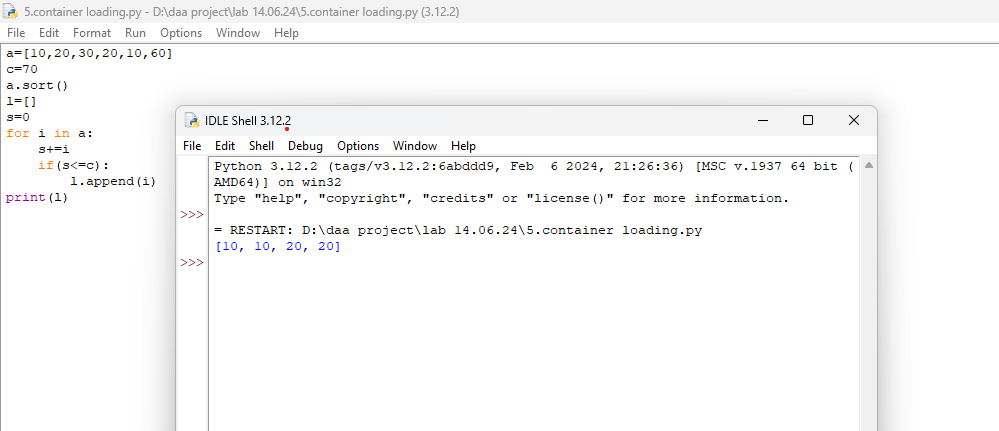 5.container loading.py - D:\daa project\lab 14.06.24\5.container loading.py (3.12.2)
File Edit Format Run Options Window Help
a=[10,20,30,20,10,60]
c=70
a.sort()
l=[]
s=0
for i in a:
    s+=i
    if(s<=c):
        l.append(i)
print(l)
IDLE Shell 3.12.2
File Edit Shell Debug Options Window Help
Python 3.12.2 (tags/v3.12.2:6abddd9, Feb  6 2024, 21:26:36) [MSC v.1937 64 bit (
AMD64)] on win32
Type "help", "copyright", "credits" or "license()" for more information.
>>>
= RESTART: D:\daa project\lab 14.06.24\5.container loading.py
[10, 10, 20, 20]
>>>